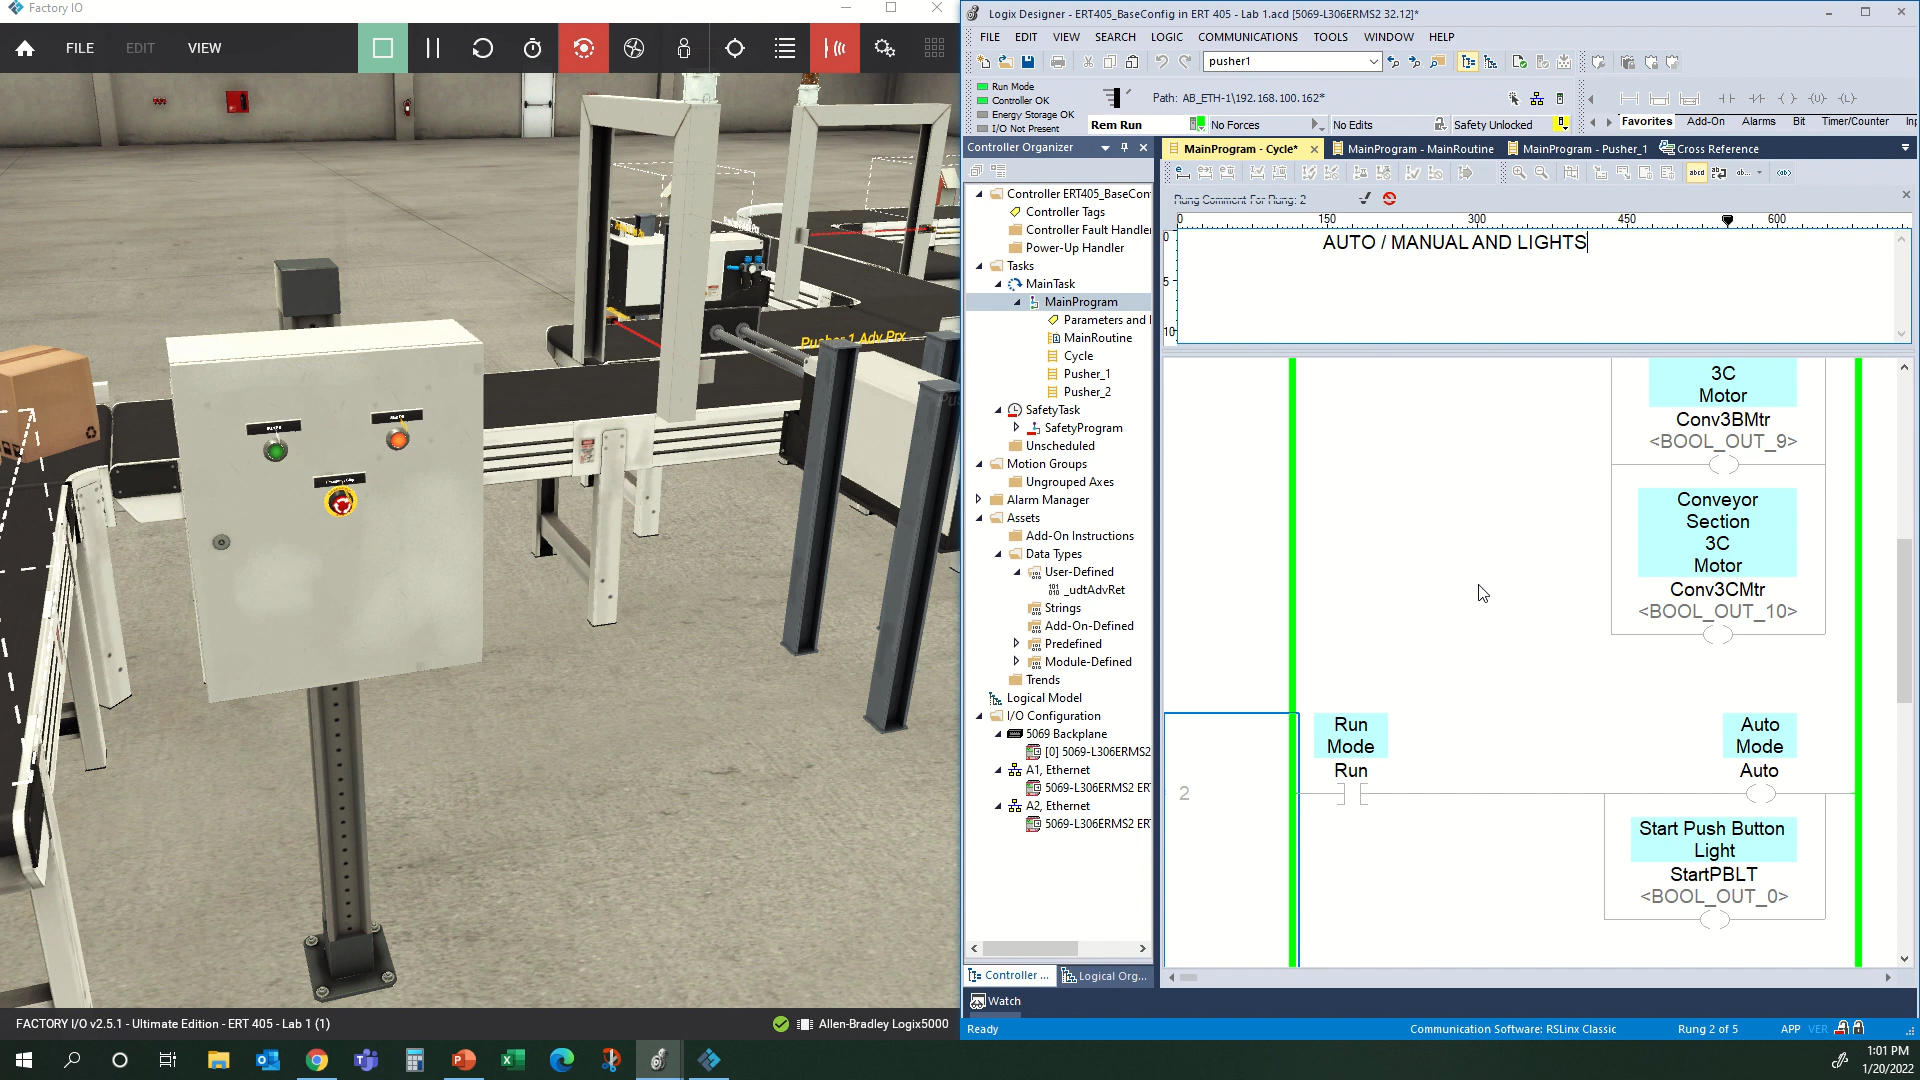 Factory IO
FILE EDIT VIEW
Pusher 1 Adv Prx
FACTORY I/O v2.5.1 - Ultimate Edition - ERT 405 - Lab 1 (1)
Allen-Bradley Logix5000
Logix Designer - ERT405_BaseConfig in ERT 405 - Lab 1.acd [5069-L306ERMS2 32.12]*
FILE EDIT VIEW SEARCH LOGIC COMMUNICATIONS TOOLS WINDOW HELP
pusher1
Run Mode
Controller OK
Energy Storage OK
I/O Not Present
Path: AB_ETH-1\192.168.100.162*
Rem Run
No Forces
No Edits
Safety Unlocked
Favorites Add-On Alarms Bit Timer/Counter
Controller Organizer
Controller ERT405_BaseCon
Controller Tags
Controller Fault Handler
Power-Up Handler
Tasks
MainTask
MainProgram
Parameters and
MainRoutine
Cycle
Pusher_1
Pusher_2
SafetyTask
SafetyProgram
Unscheduled
Motion Groups
Ungrouped Axes
Alarm Manager
Assets
Add-On Instructions
Data Types
User-Defined
_udtAdvRet
Strings
Add-On-Defined
Predefined
Module-Defined
Trends
Logical Model
I/O Configuration
5069 Backplane
[0] 5069-L306ERMS2
A1, Ethernet
5069-L306ERMS2 ER
A2, Ethernet
5069-L306ERMS2 ER
Controller ...
Logical Org...
MainProgram - Cycle*
MainProgram - MainRoutine
MainProgram - Pusher_1
Cross Reference
Rung Comment For Rung: 2
0 150 300 450 600
0
5
10
AUTO / MANUAL AND LIGHTS
3C
Motor
Conv3BMtr
<BOOL_OUT_9>
Conveyor
Section
3C
Motor
Conv3CMtr
<BOOL_OUT_10>
2
Run
Mode
Run
Auto
Mode
Auto
Start Push Button
Light
StartPBLT
<BOOL_OUT_0>
Watch
Ready
Communication Software: RSLinx Classic
Rung 2 of 5
APP VER
1:01 PM
1/20/2022